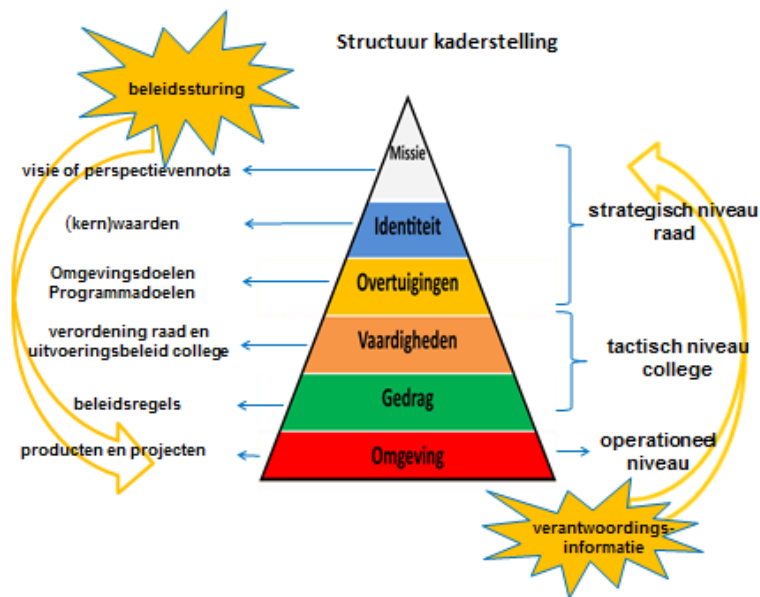 Structuur kaderstelling
beleidssturing
Missie
visie of perspectievennota
strategisch niveau
raad
(kern)waarden
Identiteit
Omgevingsdoelen
Programmadoelen
Overtuigingen
verordening raad en
uitvoeringsbeleid college
Vaardigheden
tactisch niveau
college
beleidsregels
Gedrag
producten en projecten
Omgeving
operationeel
niveau
verantwoordings-
informatie